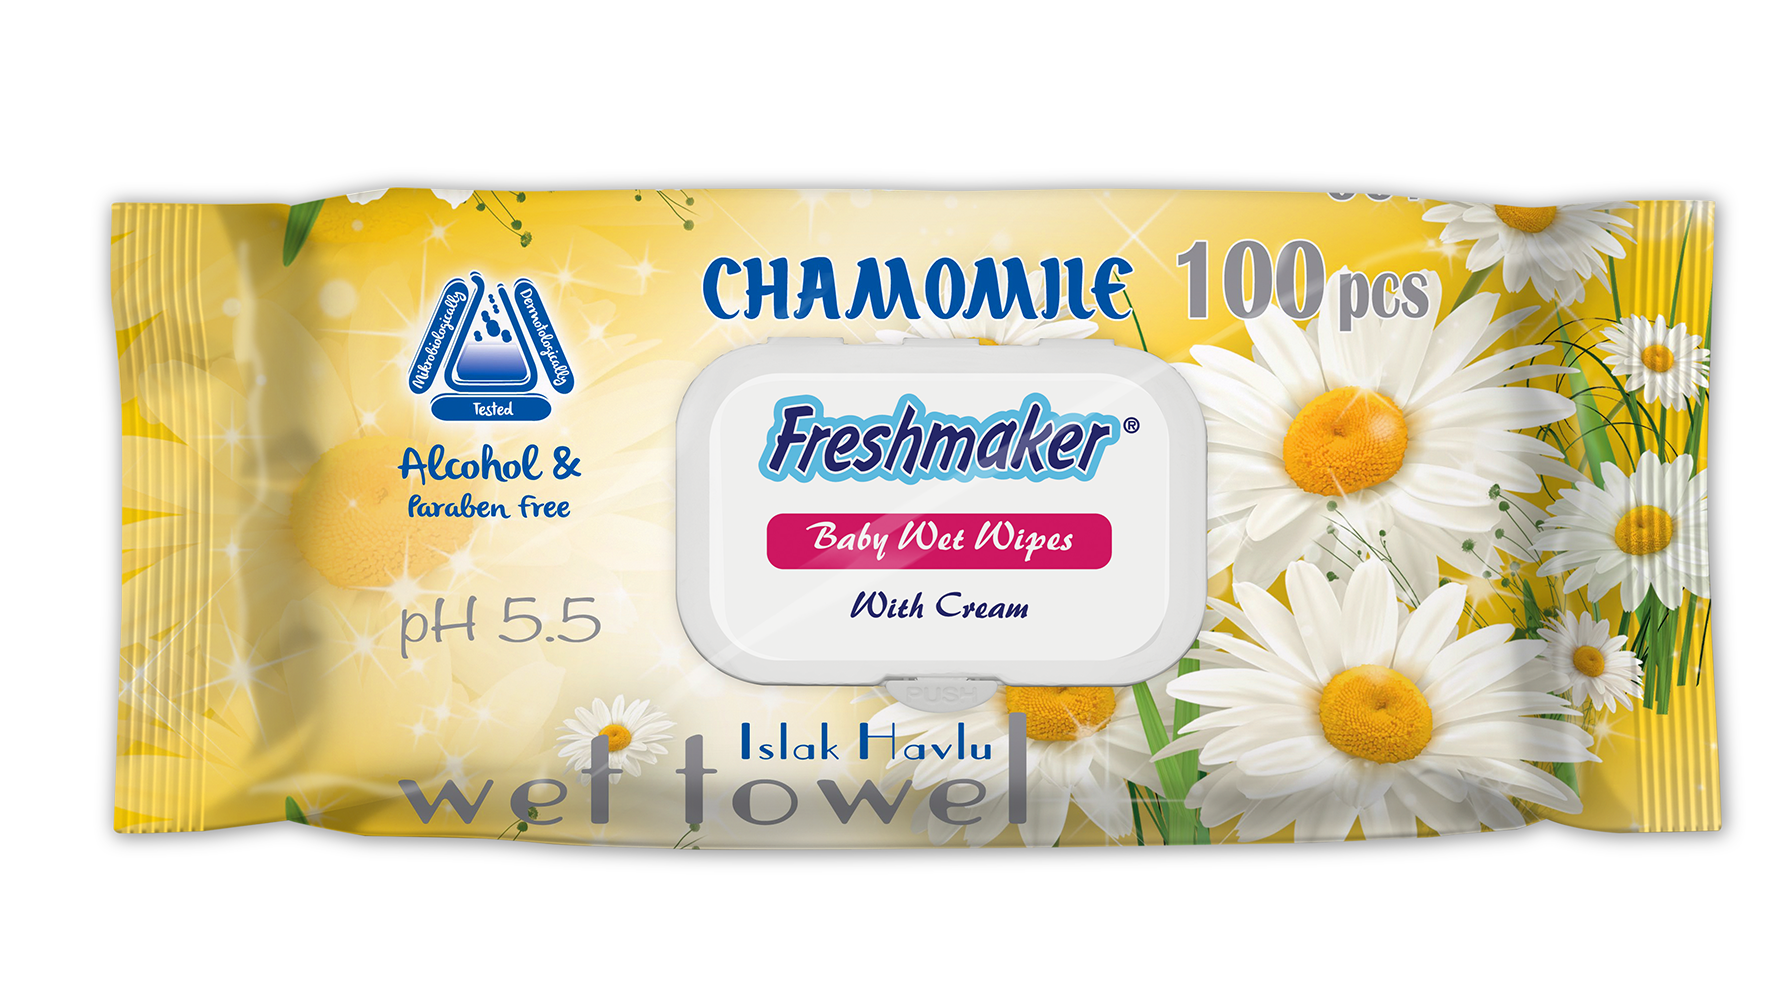 CHAMOMILE 100 pcs
Mikrobiologically
Dermotologically
Tested
Alcohol &
Paraben free
pH 5.5
Freshmaker®
Baby Wet Wipes
With Cream
PUSH
Islak Havlu
wet towel